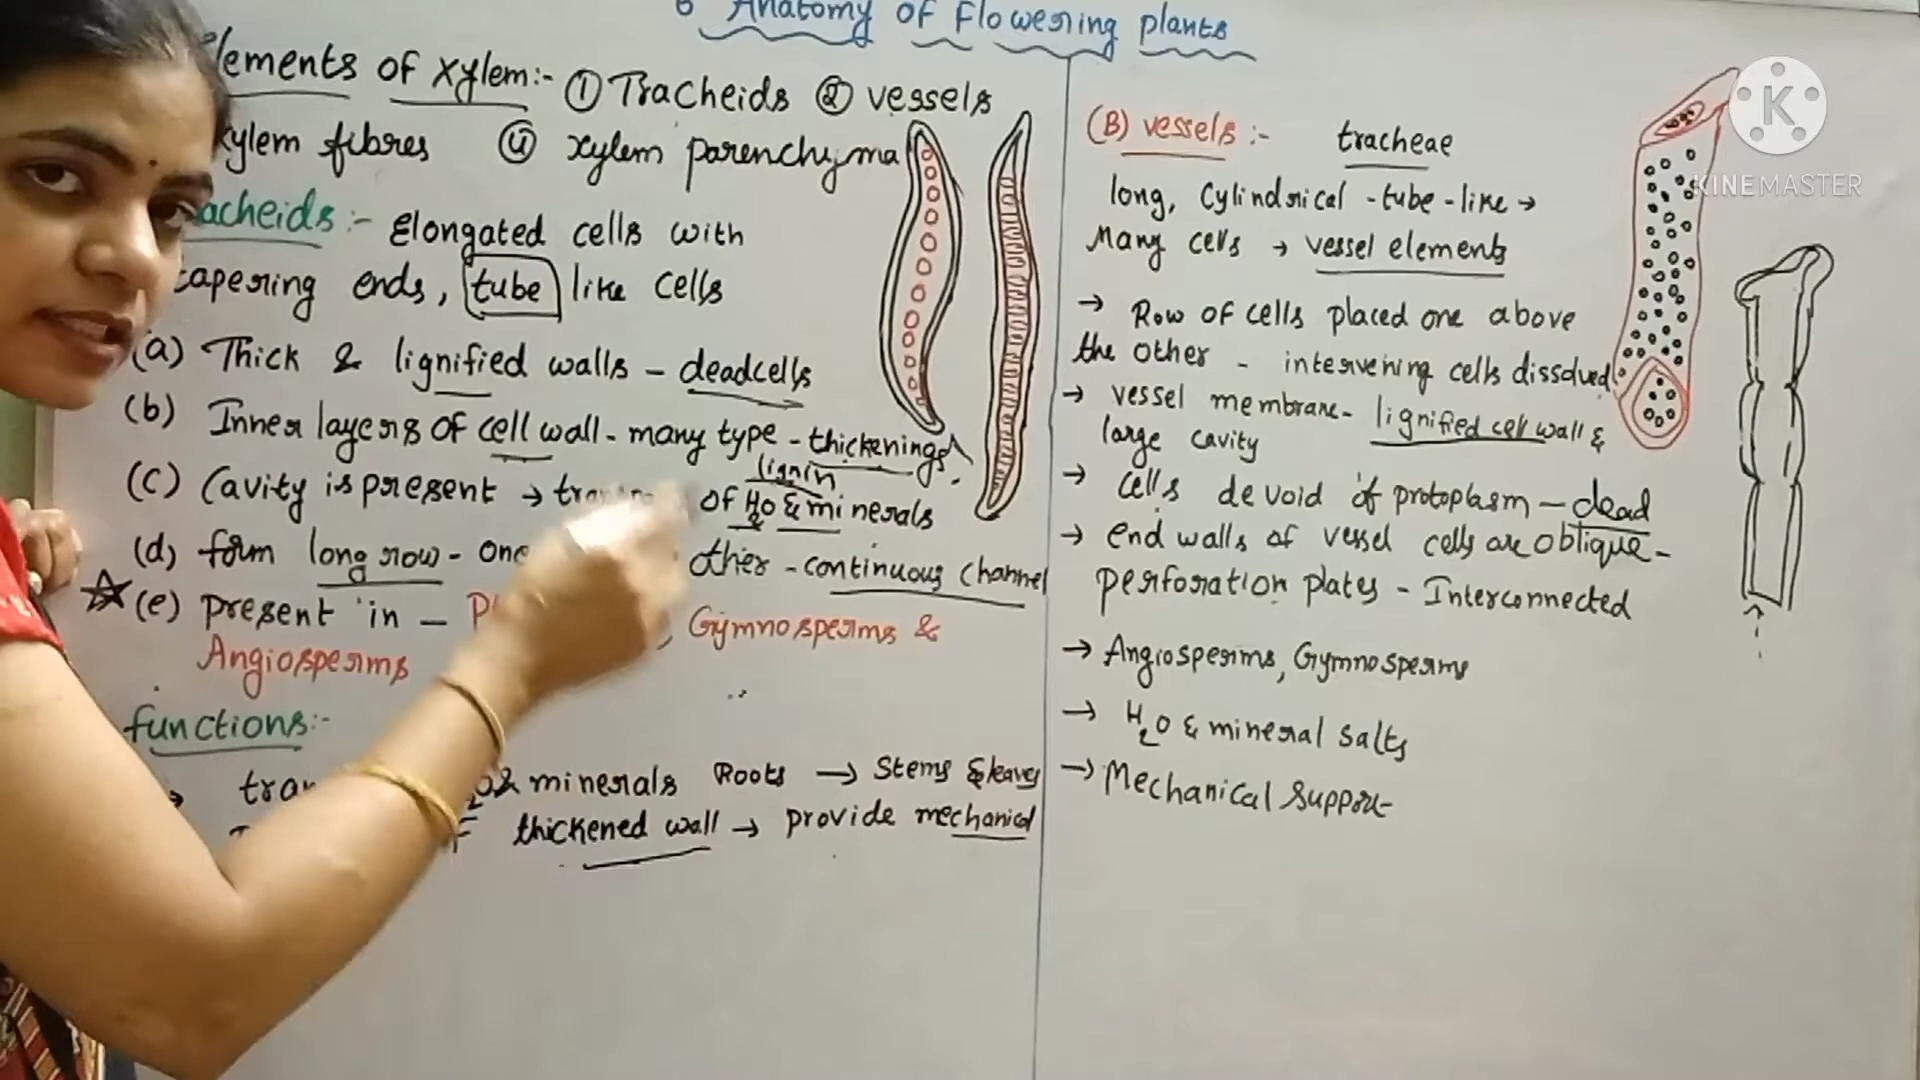 6 Anatomy of Flowering plants
lements of xylem:- ① Tracheids ② vessels
xylem fibres ④ xylem parenchyma
acheids:- Elongated cells with
tapering ends, tube like cells
(a) Thick & lignified walls - deadcells
(b) Inner layers of cell wall - many type - thickenings
lignin
(c) Cavity is present → of H2O & minerals
(d) form long row - one other - continuous channel
(e) present in - Gymnosperms &
Angiosperms
functions:-
& minerals Roots → Stems & leaves
thickened wall → provide mechanical
(B) vessels:- tracheae
long, Cylindrical - tube - like →
Many cells → vessel elements
→ Row of cells placed one above
the other - intervening cells dissolved
→ vessel membrane - lignified cell wall &
large cavity
→ cells devoid of protoplasm - dead
→ end walls of vessel cells are oblique -
perforation plates - Interconnected
→ Angiosperms, Gymnosperms
→ H2O & mineral salts
→ Mechanical support
K
KINEMASTER